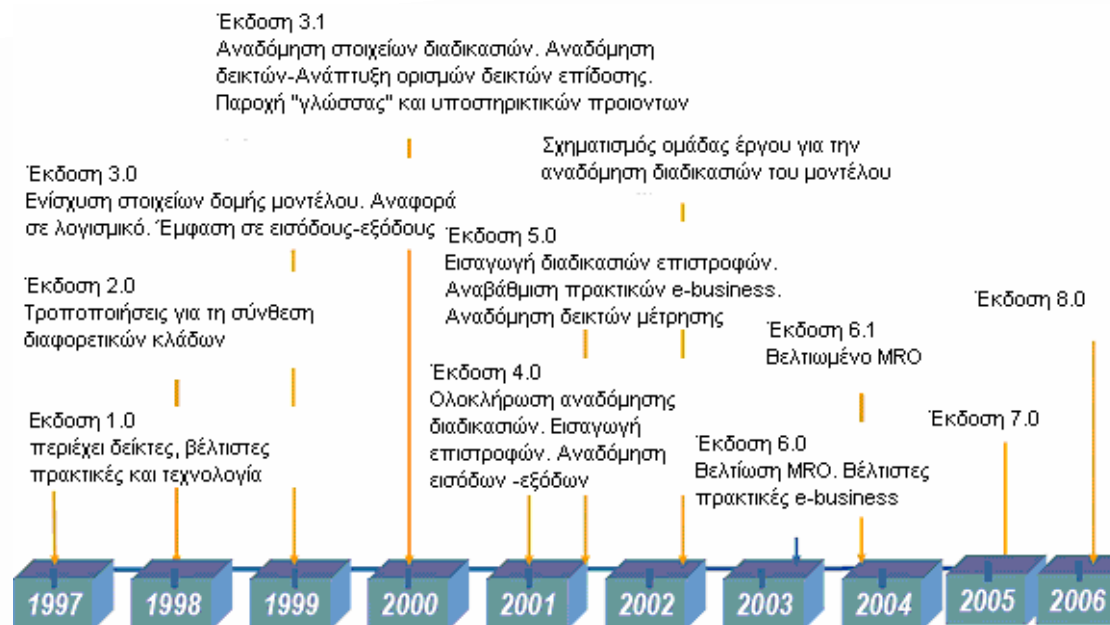 Έκδοση 3.1
Αναδόμηση στοιχείων διαδικασιών. Αναδόμηση
δεικτών-Ανάπτυξη ορισμών δεικτών επίδοσης.
Παροχή "γλώσσας" και υποστηρικτικών προιοντων
Σχηματισμός ομάδας έργου για την
αναδόμηση διαδικασιών του μοντέλου
Έκδοση 3.0
Ενίσχυση στοιχείων δομής μοντέλου. Αναφορά
σε λογισμικό. Έμφαση σε εισόδους-εξόδους
Έκδοση 5.0
Εισαγωγή διαδικασιών επιστροφών.
Αναβάθμιση πρακτικών e-business.
Αναδόμηση δεικτών μέτρησης
Έκδοση 2.0
Τροποποιήσεις για τη σύνθεση
διαφορετικών κλάδων
Έκδοση 8.0
Έκδοση 6.1
Βελτιωμένο MRO
Έκδοση 4.0
Ολοκλήρωση αναδόμησης
διαδικασιών. Εισαγωγή
επιστροφών. Αναδόμηση
εισόδων -εξόδων
Έκδοση 1.0
περιέχει δείκτες, βέλτιστες
πρακτικές και τεχνολογία
Έκδοση 7.0
Έκδοση 6.0
Βελτίωση MRO. Βέλτιστες
πρακτικές e-business
1997 1998 1999 2000 2001 2002 2003 2004 2005 2006